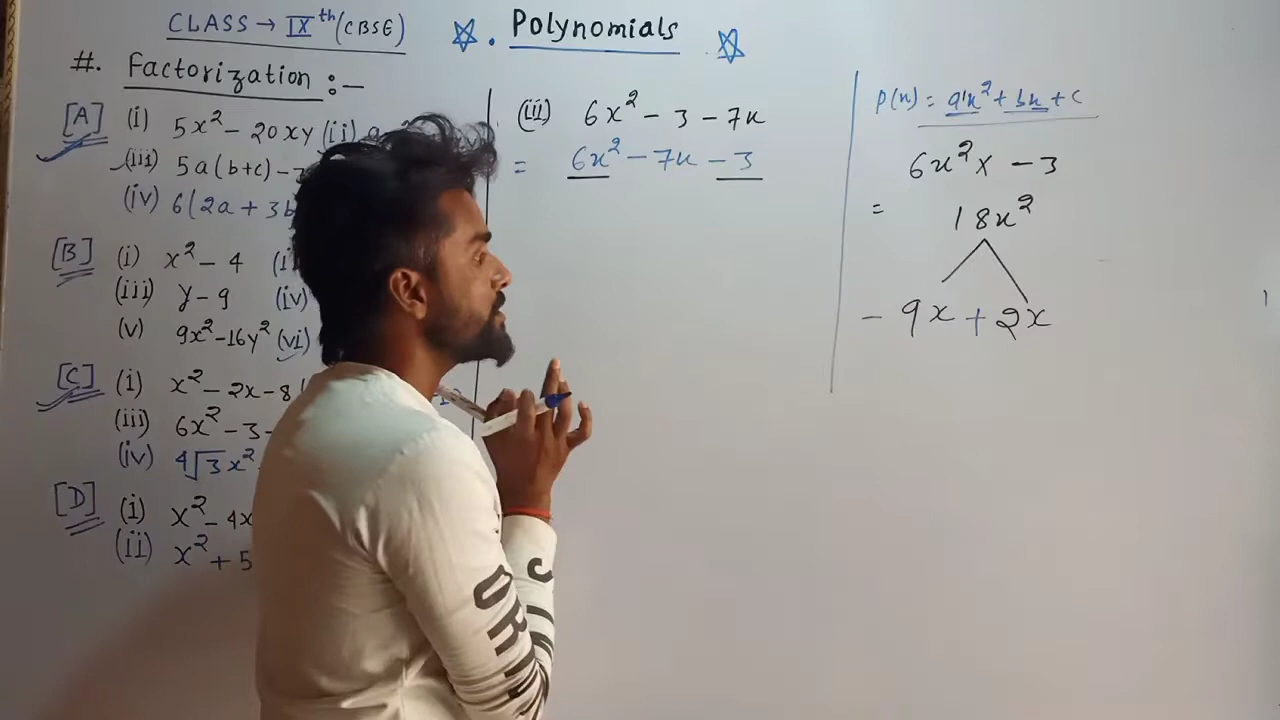 CLASS → IXth (CBSE)
Polynomials
#. Factorization :-
[A] (i) 5x² - 20xy (ii) a
(iii) 5a(b+c) -
(iv) 6(2a + 3b
[B] (i) x² - 4
(iii) y - 9 (iv)
(v) 9x² - 16y² (vi)
[C] (i) x² - 2x - 8
(iii) 6x² - 3 -
(iv) 4√3x²
[D] (i) x² - 4x
(ii) x² + 5
(iii) 6x² - 3 - 7x
= 6x² - 7x - 3
p(x) = ax² + bx + c
6x² x - 3
= 18x²
- 9x + 2x